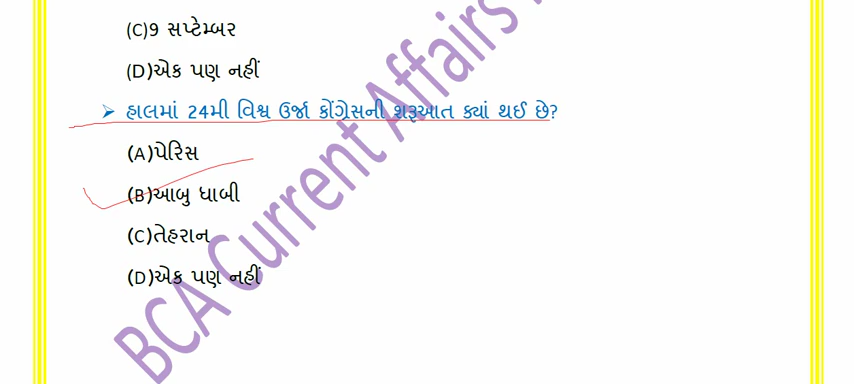 (C)9 સપ્ટેમ્બર
(D)એક પણ નહીં
➢ હાલમાં 24મી વિશ્વ ઉર્જા કોંગ્રેસની શરૂઆત ક્યાં થઈ છે?
(A)પેરિસ
(B)આબુ ધાબી
(C)તેહરાન
(D)એક પણ નહીં
BCA Current Affairs